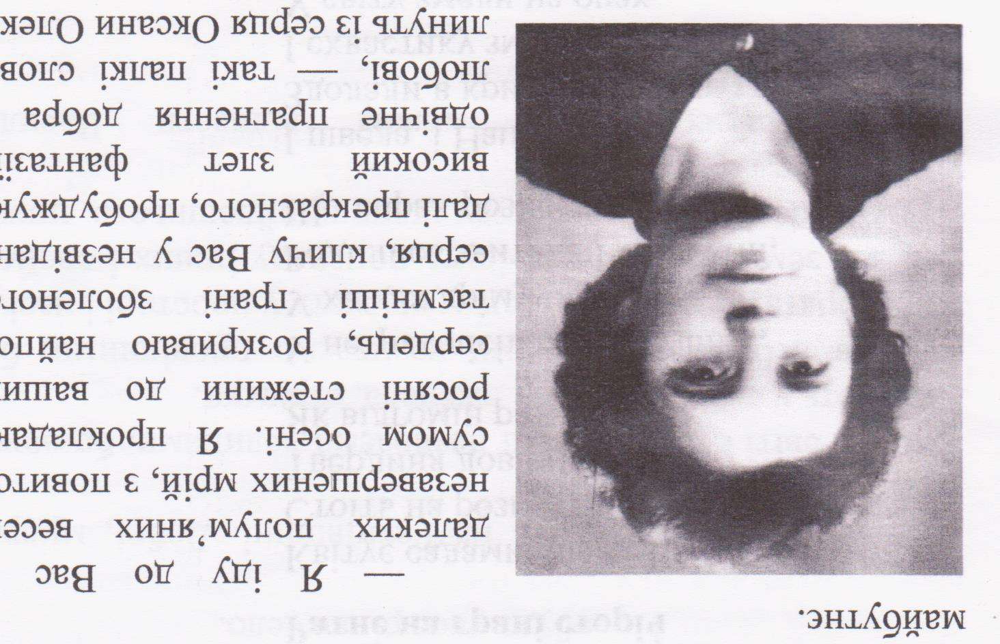 майбутнє.
— Я іду до Вас
далеких полум’яних весен
незавершених мрій, з повито
сумом осені. Я прокладаю
росяні стежини до ваши
сердець, розкриваю найпо
таємніші грані зболеного
серця, кличу Вас у незвідан
далі прекрасного, пробуджую
високий злет фантазії
одвічне прагнення добра
любові, — такі палкі слов
линуть із серця Оксани Олек